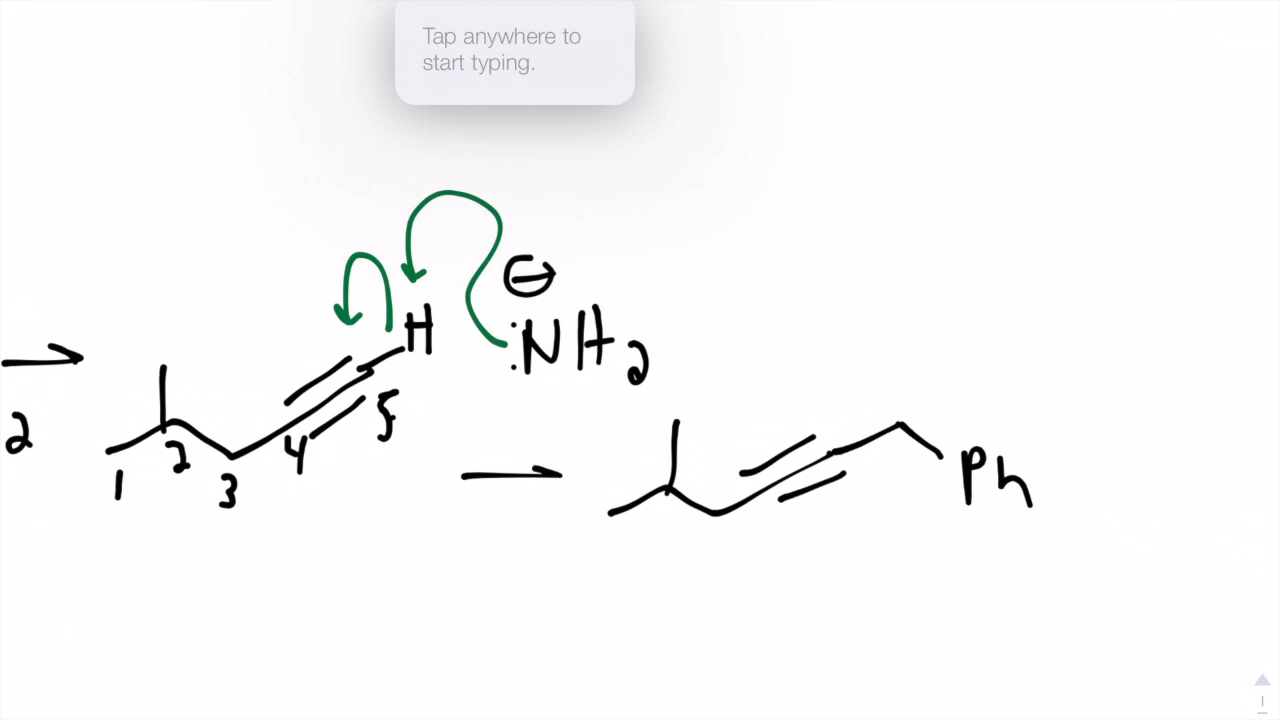 Tap anywhere to
start typing.
H
⊖
:NH2
2
1 2 3 4 5
Ph